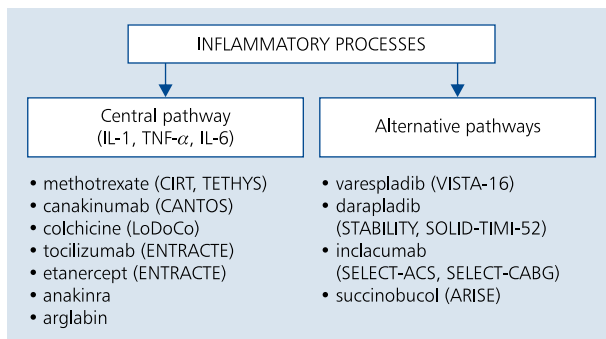 INFLAMMATORY PROCESSES
Central pathway
(IL-1, TNF-α, IL-6)
• methotrexate (CIRT, TETHYS)
• canakinumab (CANTOS)
• colchicine (LoDoCo)
• tocilizumab (ENTRACTE)
• etanercept (ENTRACTE)
• anakinra
• arglabin
Alternative pathways
• varespladib (VISTA-16)
• darapladib
(STABILITY, SOLID-TIMI-52)
• inclacumab
(SELECT-ACS, SELECT-CABG)
• succinobucol (ARISE)